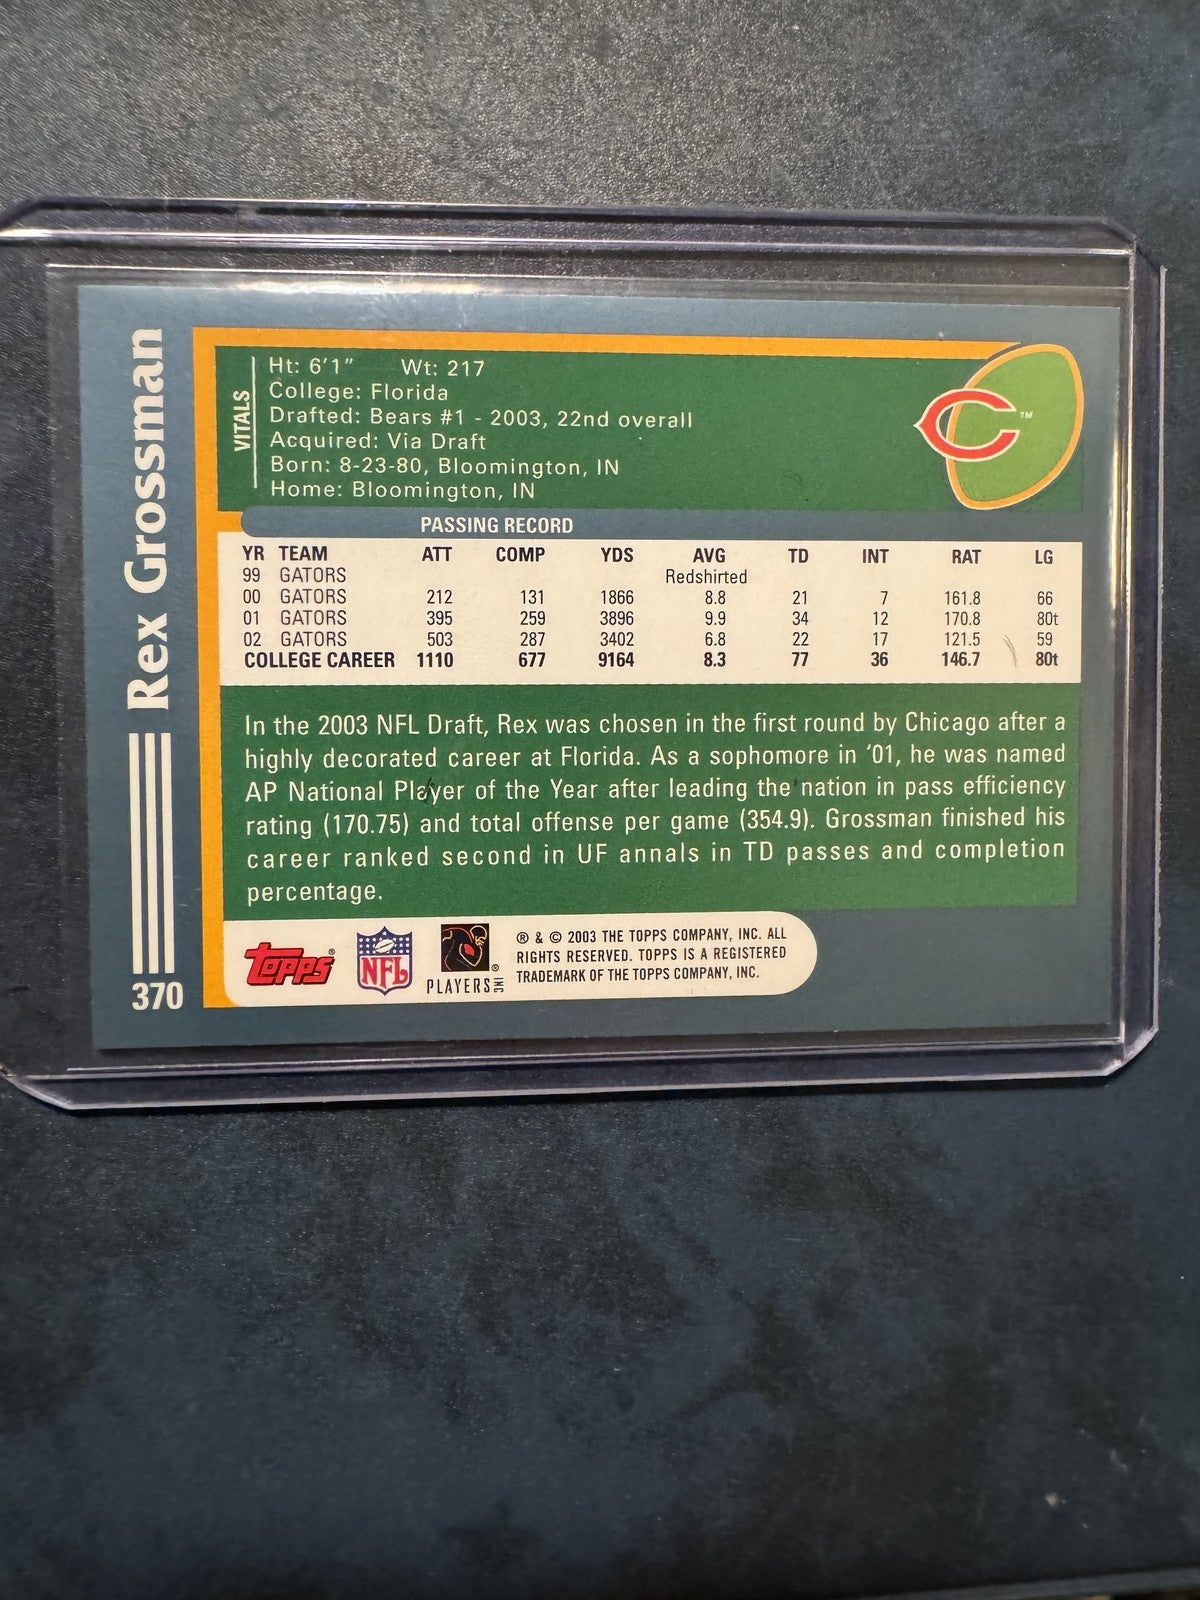 Rex Grossman
370
VITALS
Ht: 6'1" Wt: 217
College: Florida
Drafted: Bears #1 - 2003, 22nd overall
Acquired: Via Draft
Born: 8-23-80, Bloomington, IN
Home: Bloomington, IN
C TM
PASSING RECORD
YR TEAM ATT COMP YDS AVG TD INT RAT LG
99 GATORS Redshirted
00 GATORS 212 131 1866 8.8 21 7 161.8 66
01 GATORS 395 259 3896 9.9 34 12 170.8 80t
02 GATORS 503 287 3402 6.8 22 17 121.5 59
COLLEGE CAREER 1110 677 9164 8.3 77 36 146.7 80t
In the 2003 NFL Draft, Rex was chosen in the first round by Chicago after a
highly decorated career at Florida. As a sophomore in '01, he was named
AP National Player of the Year after leading the nation in pass efficiency
rating (170.75) and total offense per game (354.9). Grossman finished his
career ranked second in UF annals in TD passes and completion
percentage.
Topps®
NFL
PLAYERS INC®
® & © 2003 THE TOPPS COMPANY, INC. ALL
RIGHTS RESERVED. TOPPS IS A REGISTERED
TRADEMARK OF THE TOPPS COMPANY, INC.